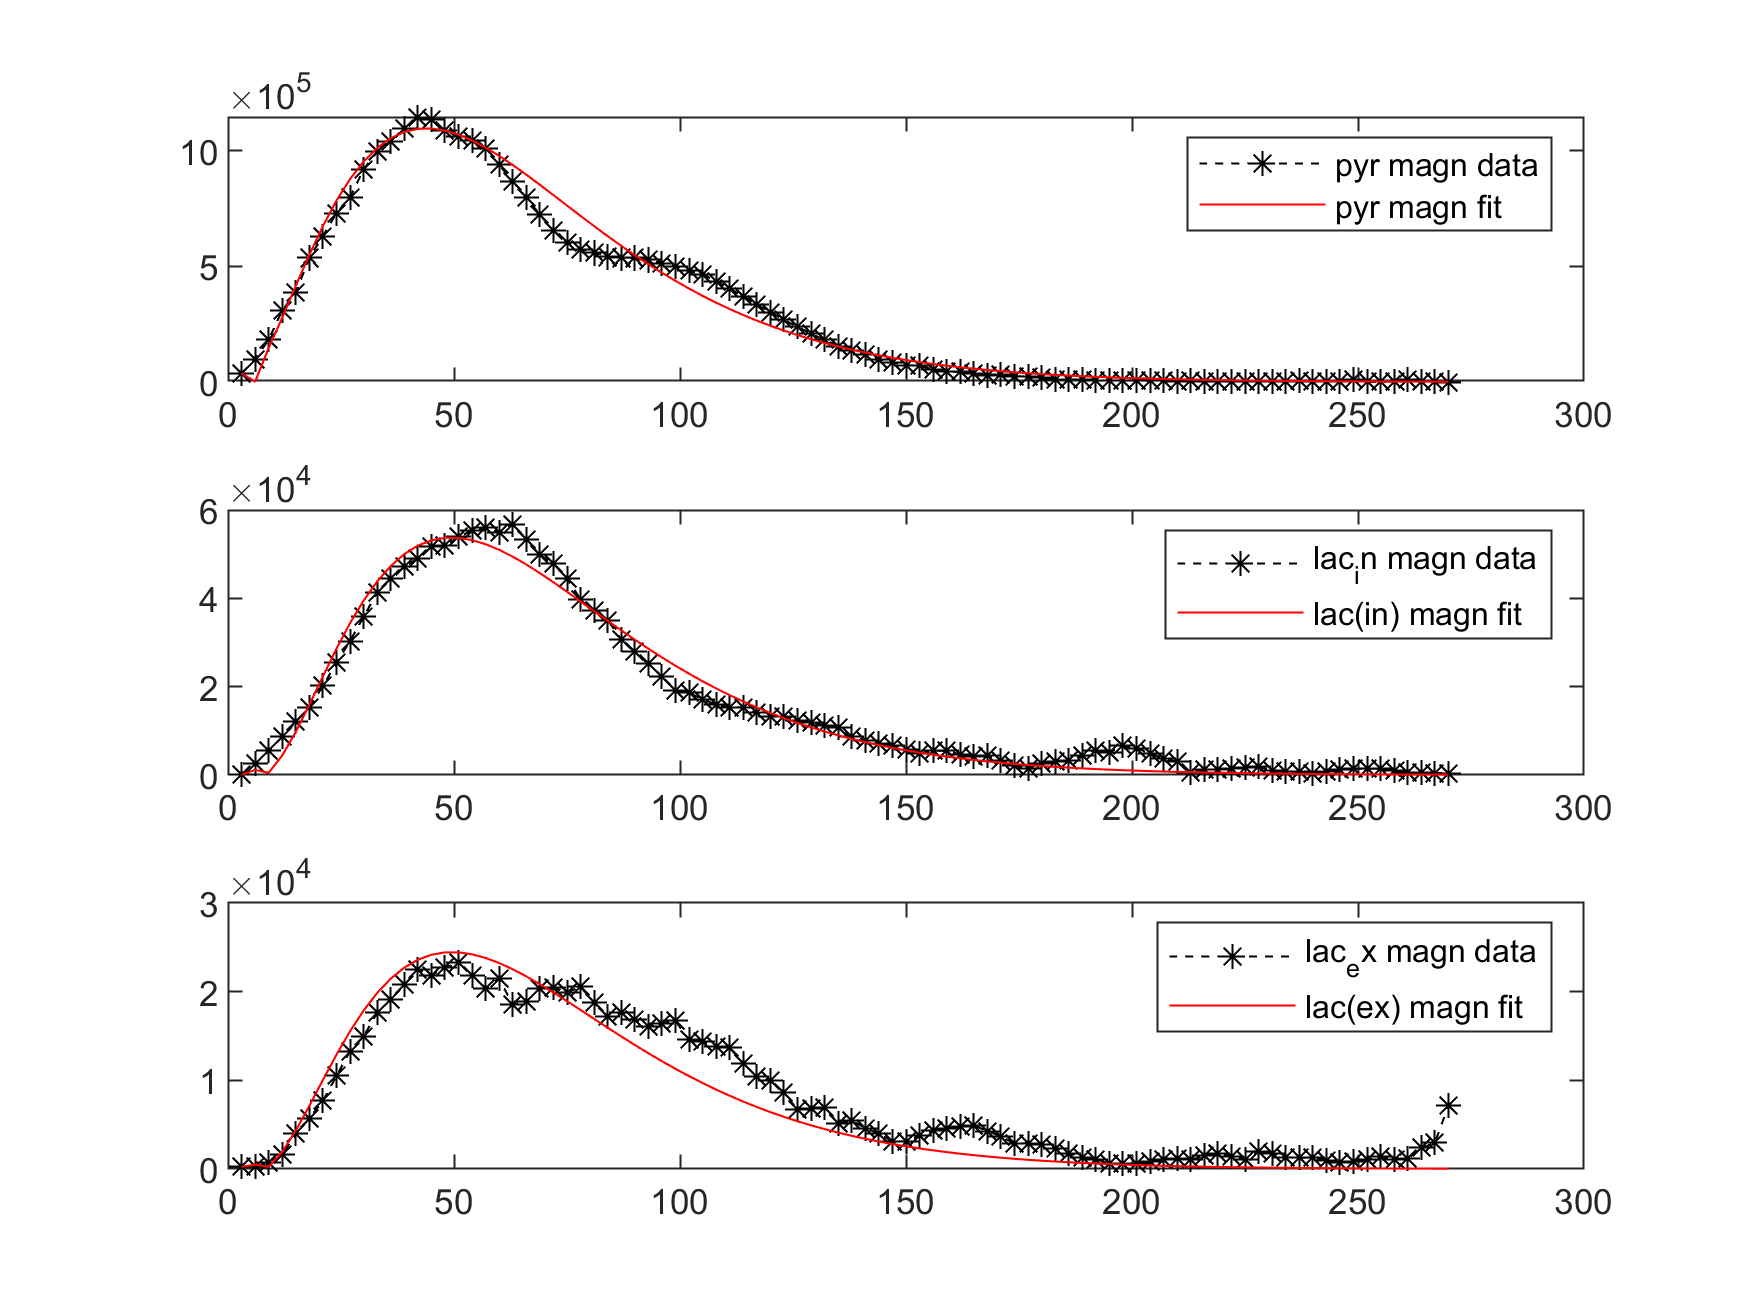 ×10^5
10
5
0
0 50 100 150 200 250 300
pyr magn data
pyr magn fit
×10^4
6
4
2
0
0 50 100 150 200 250 300
lac_in magn data
lac(in) magn fit
×10^4
3
2
1
0
0 50 100 150 200 250 300
lac_ex magn data
lac(ex) magn fit